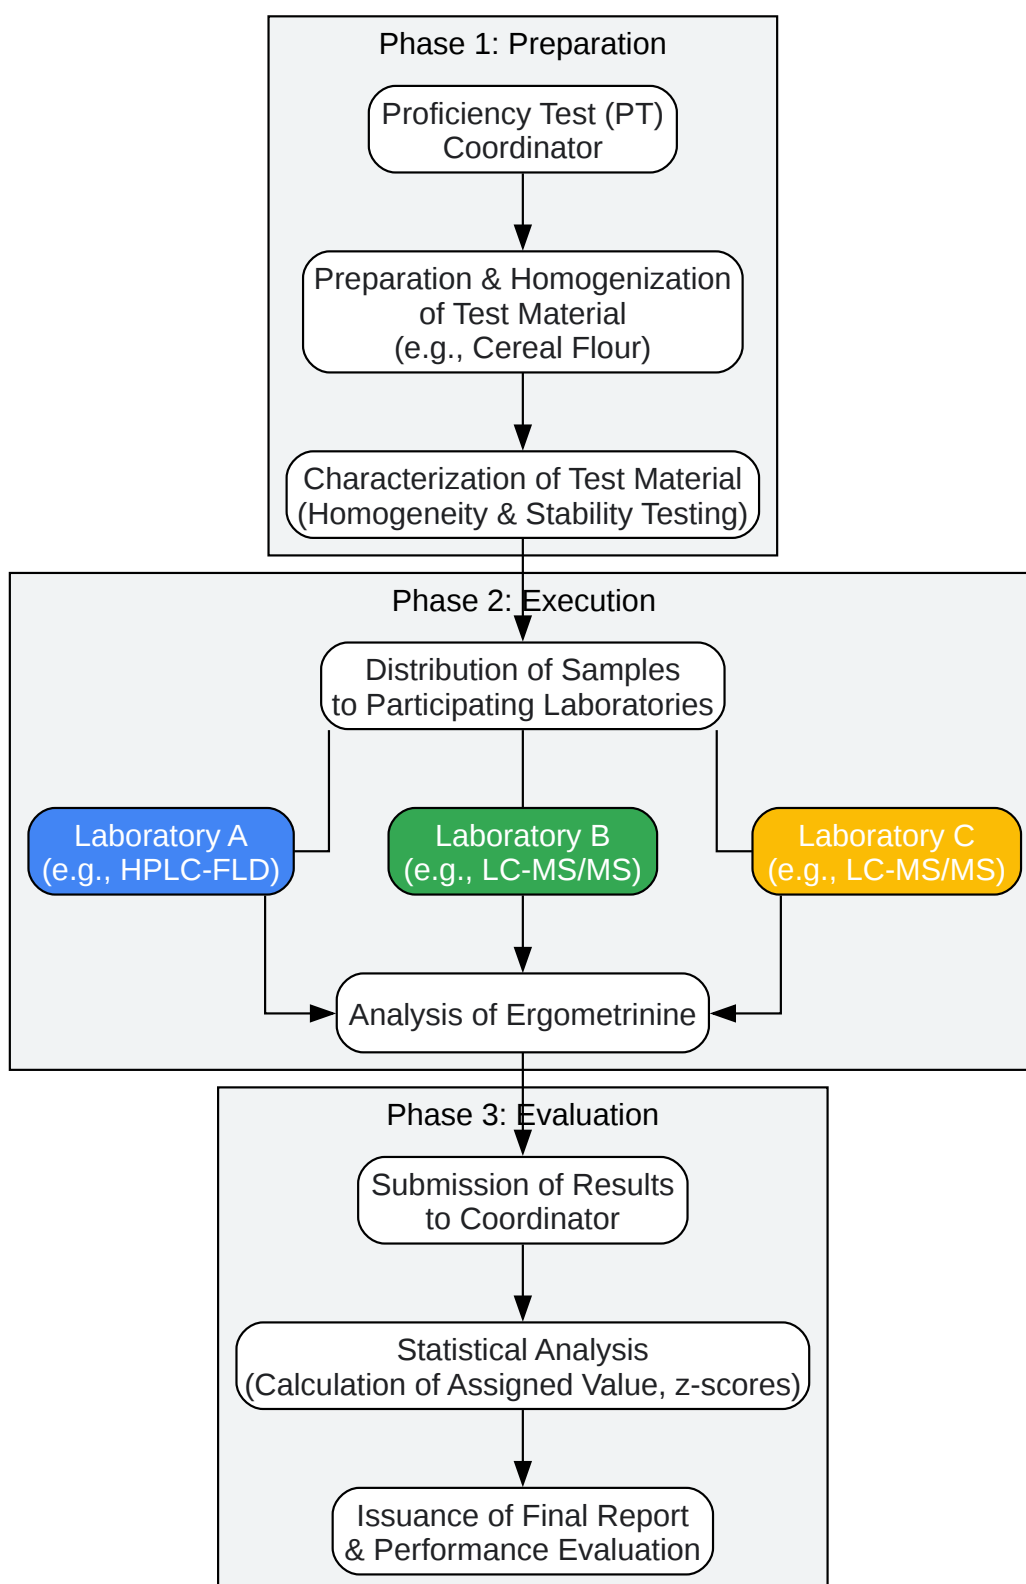 Phase 1: Preparation
Proficiency Test (PT)
Coordinator
Preparation & Homogenization
of Test Material
(e.g., Cereal Flour)
Characterization of Test Material
(Homogeneity & Stability Testing)
Phase 2: Execution
Distribution of Samples
to Participating Laboratories
Laboratory A
(e.g., HPLC-FLD)
Laboratory B
(e.g., LC-MS/MS)
Laboratory C
(e.g., LC-MS/MS)
Analysis of Ergometrinine
Phase 3: Evaluation
Submission of Results
to Coordinator
Statistical Analysis
(Calculation of Assigned Value, z-scores)
Issuance of Final Report
& Performance Evaluation